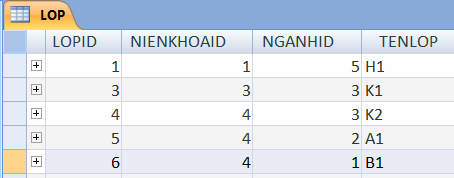 LOP
LOPID NIENKHOAID NGANHID TENLOP
1 1 5 H1
3 3 3 K1
4 4 3 K2
5 4 2 A1
6 4 1 B1